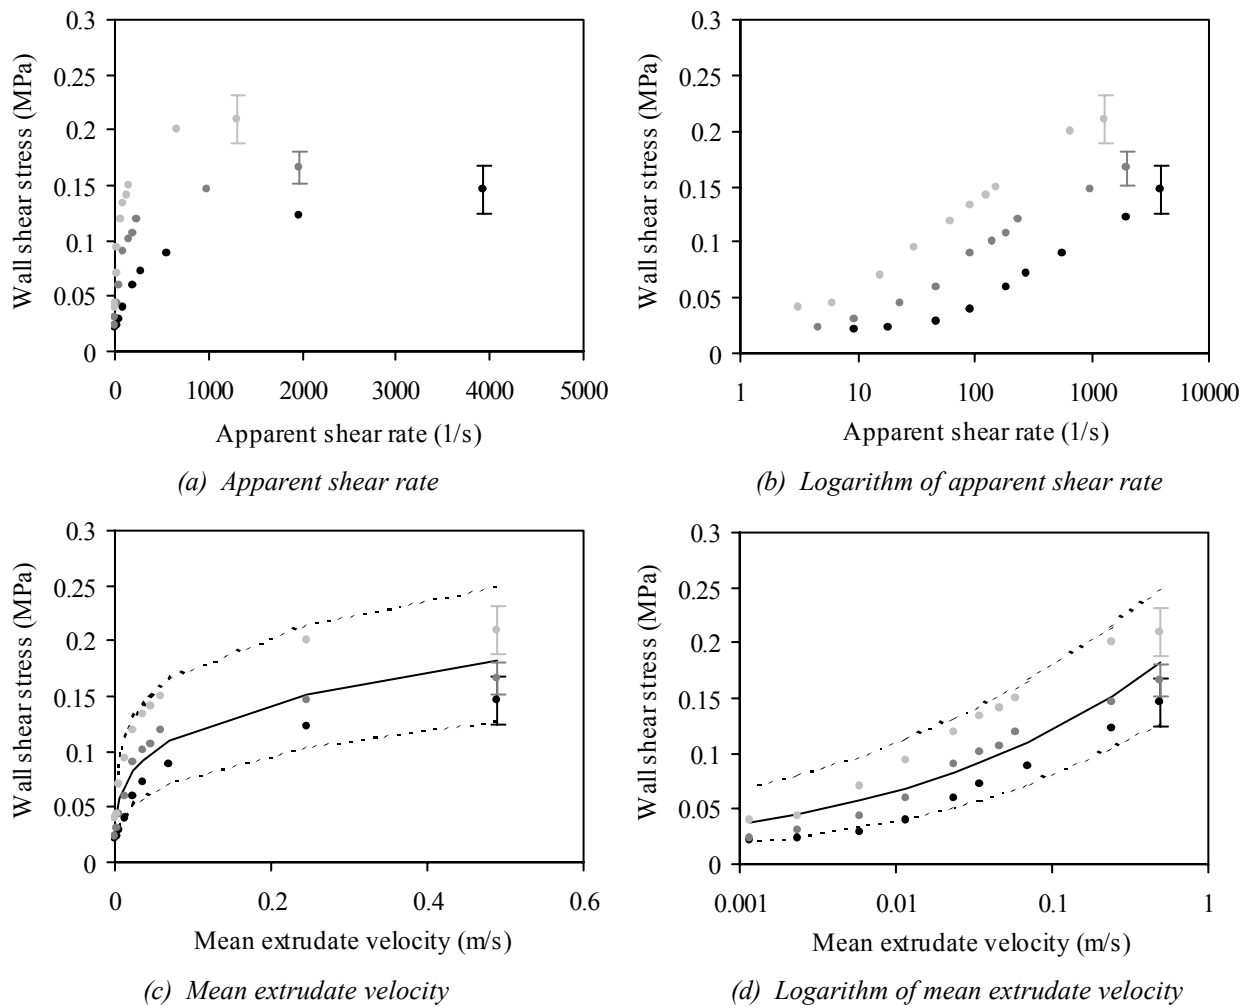 0.3
0.25
0.2
0.15
0.1
0.05
0
Wall shear stress (MPa)
0 1000 2000 3000 4000 5000
Apparent shear rate (1/s)
(a) Apparent shear rate
0.3
0.25
0.2
0.15
0.1
0.05
0
Wall shear stress (MPa)
1 10 100 1000 10000
Apparent shear rate (1/s)
(b) Logarithm of apparent shear rate
0.3
0.25
0.2
0.15
0.1
0.05
0
Wall shear stress (MPa)
0 0.2 0.4 0.6
Mean extrudate velocity (m/s)
(c) Mean extrudate velocity
0.3
0.25
0.2
0.15
0.1
0.05
0
Wall shear stress (MPa)
0.001 0.01 0.1 1
Mean extrudate velocity (m/s)
(d) Logarithm of mean extrudate velocity